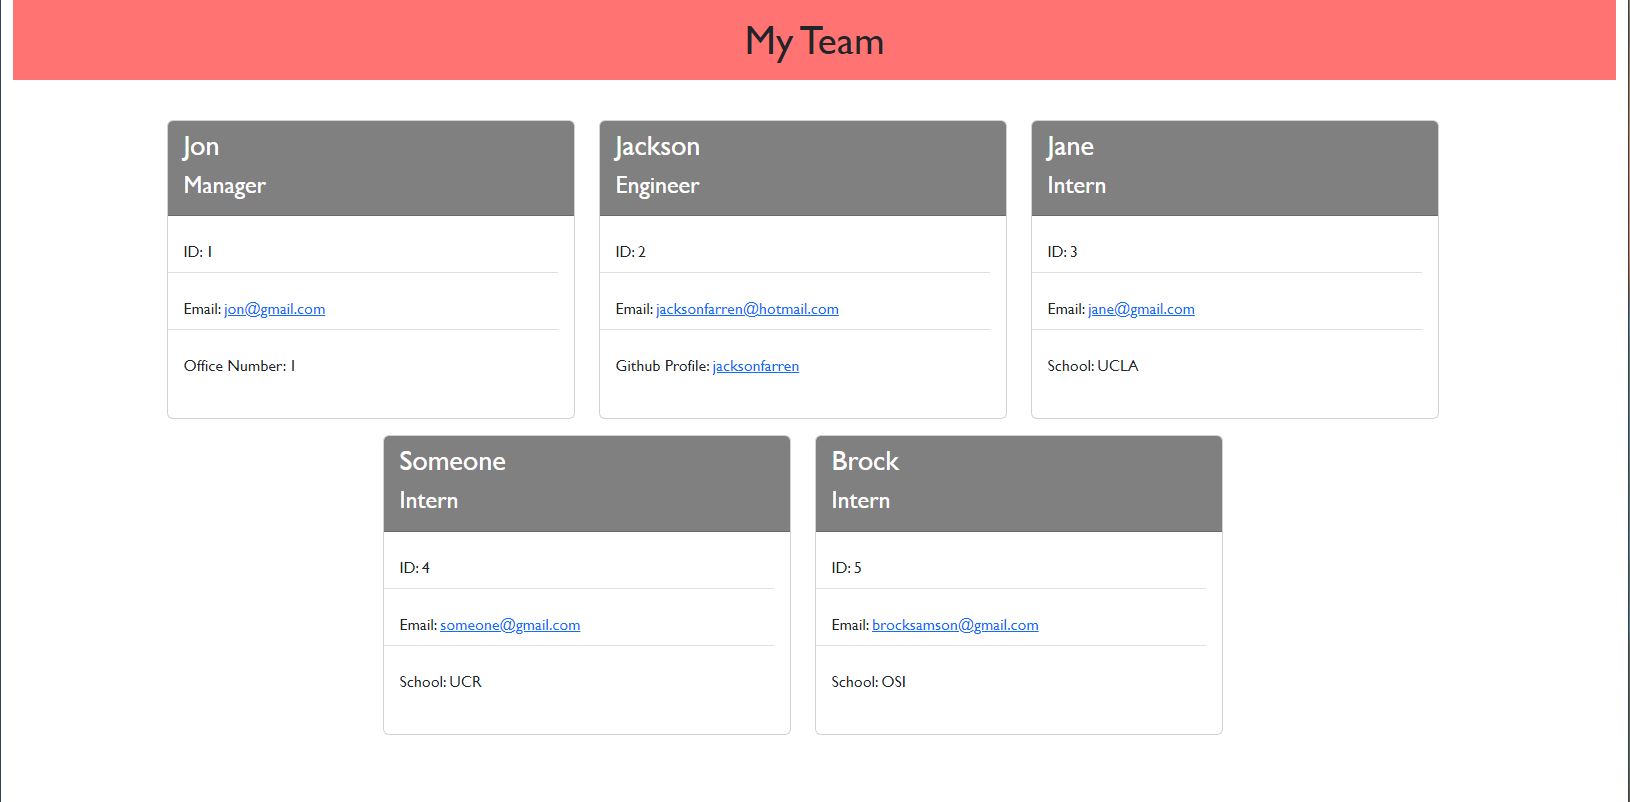 My Team
Jon
Manager
ID: 1
Email: jon@gmail.com
Office Number: 1
Jackson
Engineer
ID: 2
Email: jacksonfarren@hotmail.com
Github Profile: jacksonfarren
Jane
Intern
ID: 3
Email: jane@gmail.com
School: UCLA
Someone
Intern
ID: 4
Email: someone@gmail.com
School: UCR
Brock
Intern
ID: 5
Email: brocksamson@gmail.com
School: OSI